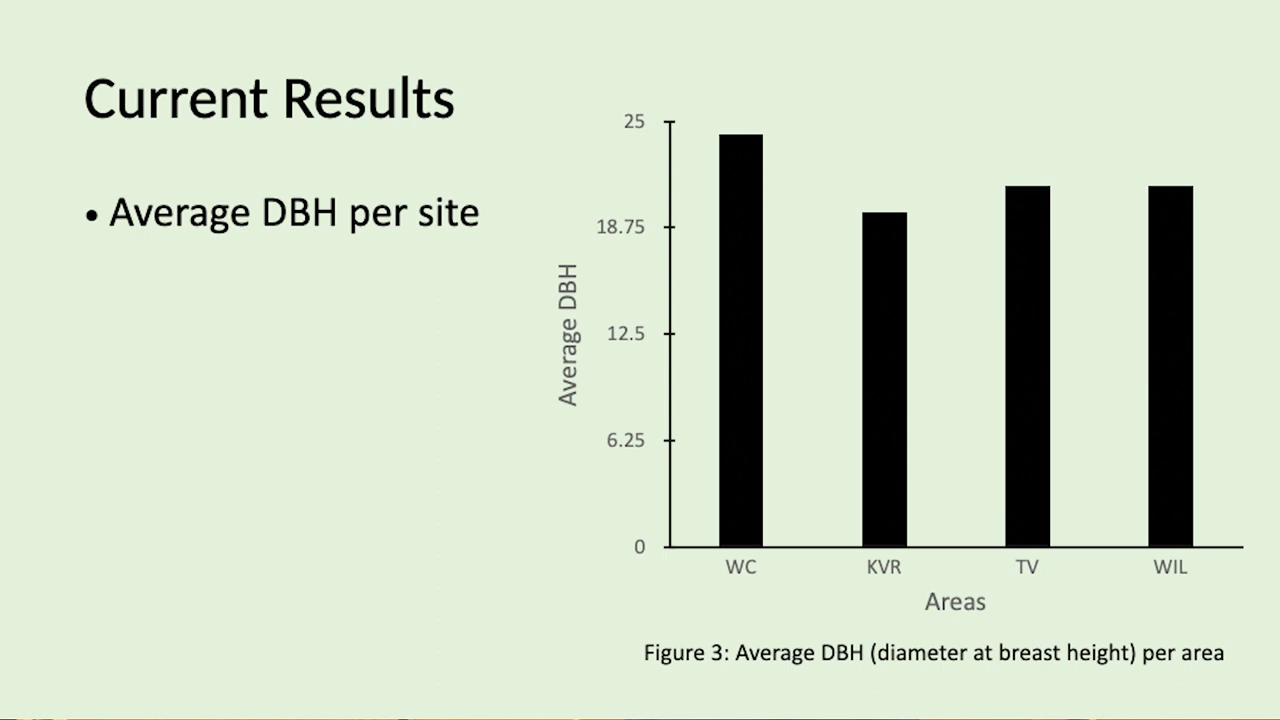 Current Results
• Average DBH per site
25
18.75
12.5
6.25
0
Average DBH
WC KVR TV WIL
Areas
Figure 3: Average DBH (diameter at breast height) per area